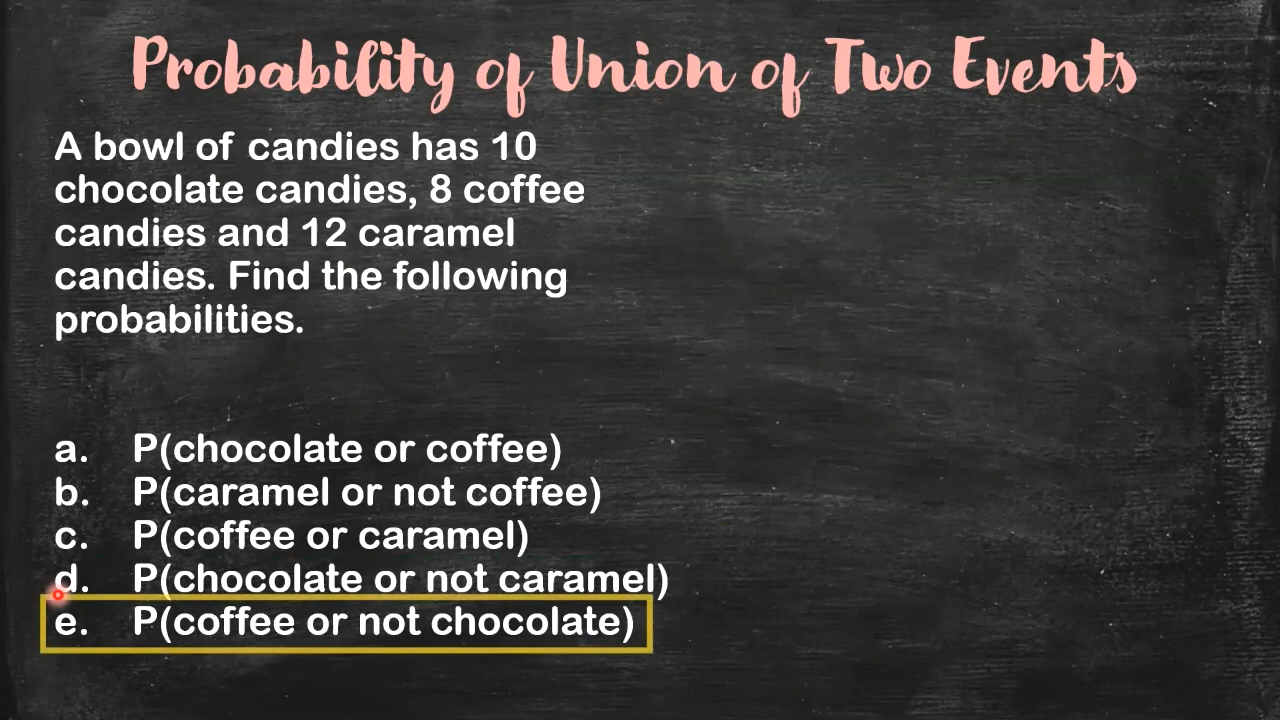 Probability of Union of Two Events
A bowl of candies has 10
chocolate candies, 8 coffee
candies and 12 caramel
candies. Find the following
probabilities.
a. P(chocolate or coffee)
b. P(caramel or not coffee)
c. P(coffee or caramel)
d. P(chocolate or not caramel)
e. P(coffee or not chocolate)